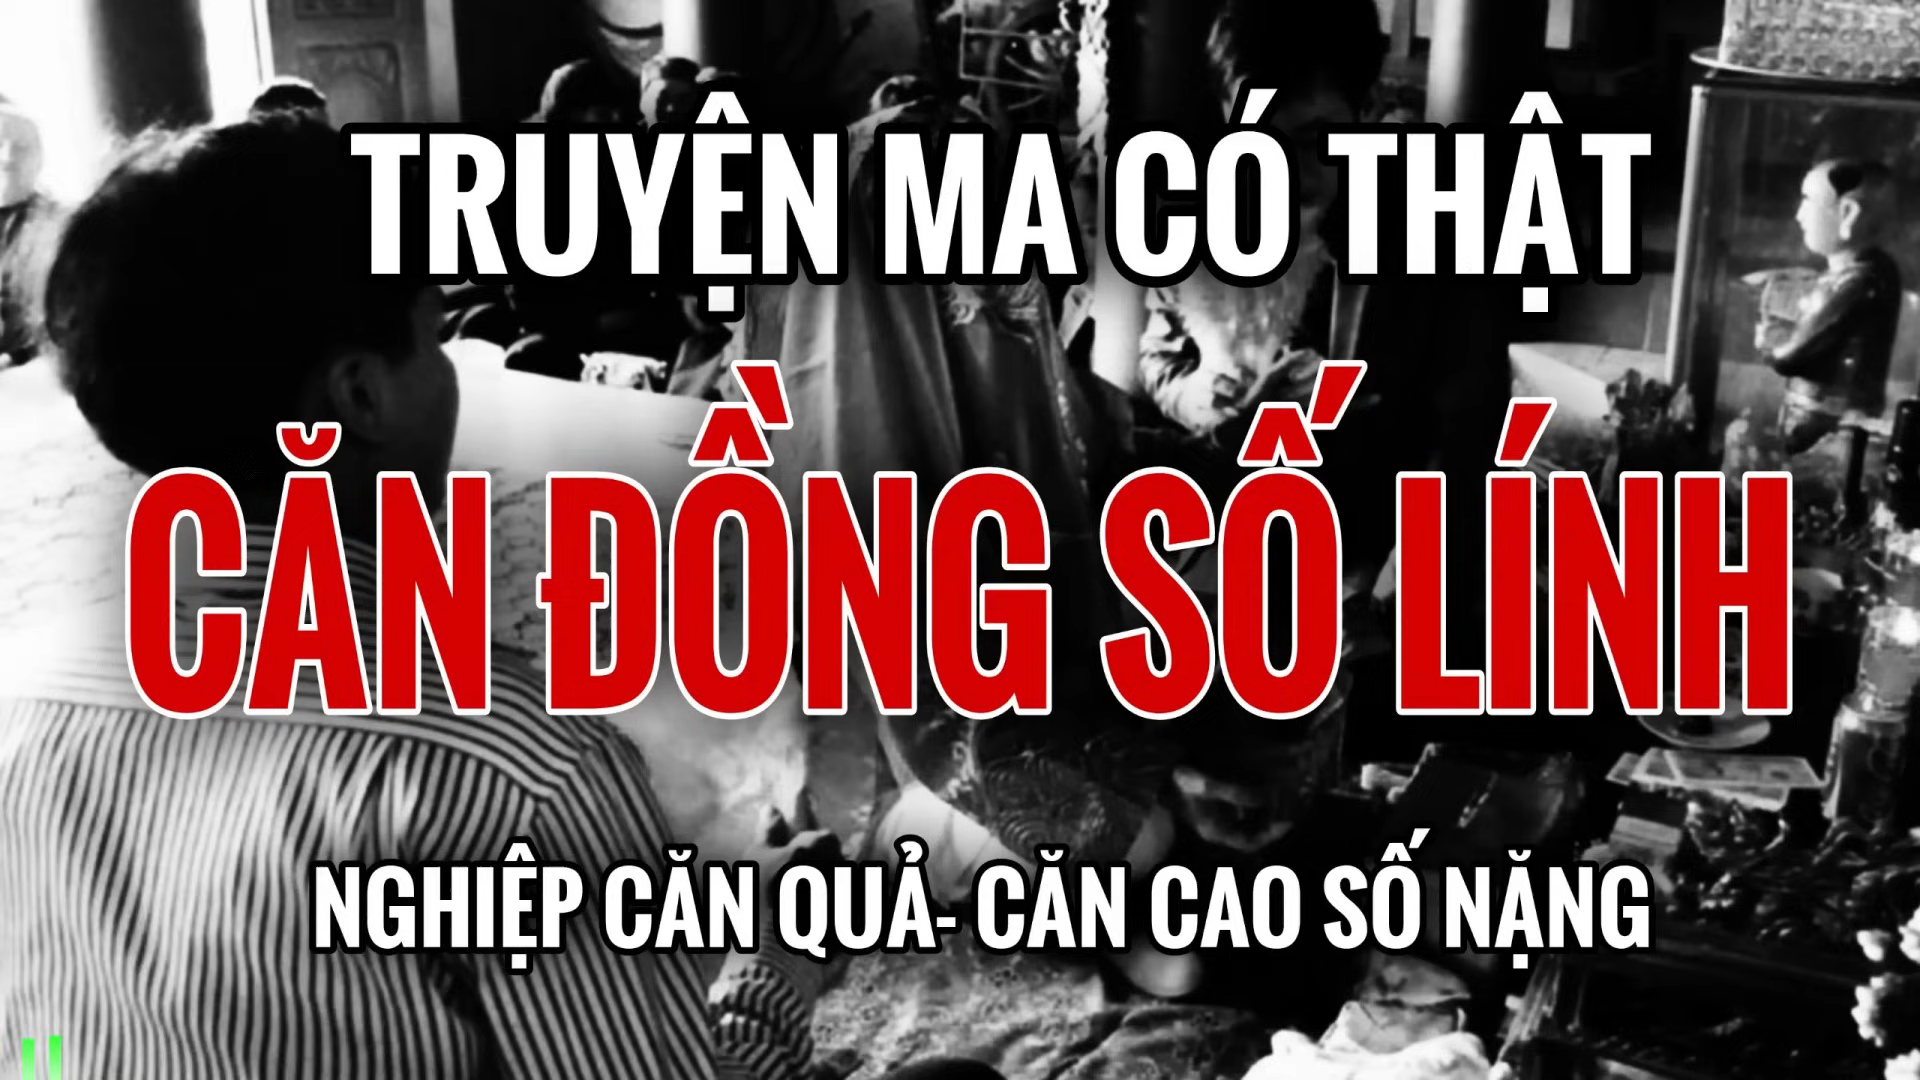 TRUYỆN MA CÓ THẬT
CĂN ĐỒNG SỐ LÍNH
NGHIỆP CĂN QUẢ- CĂN CAO SỐ NẶNG